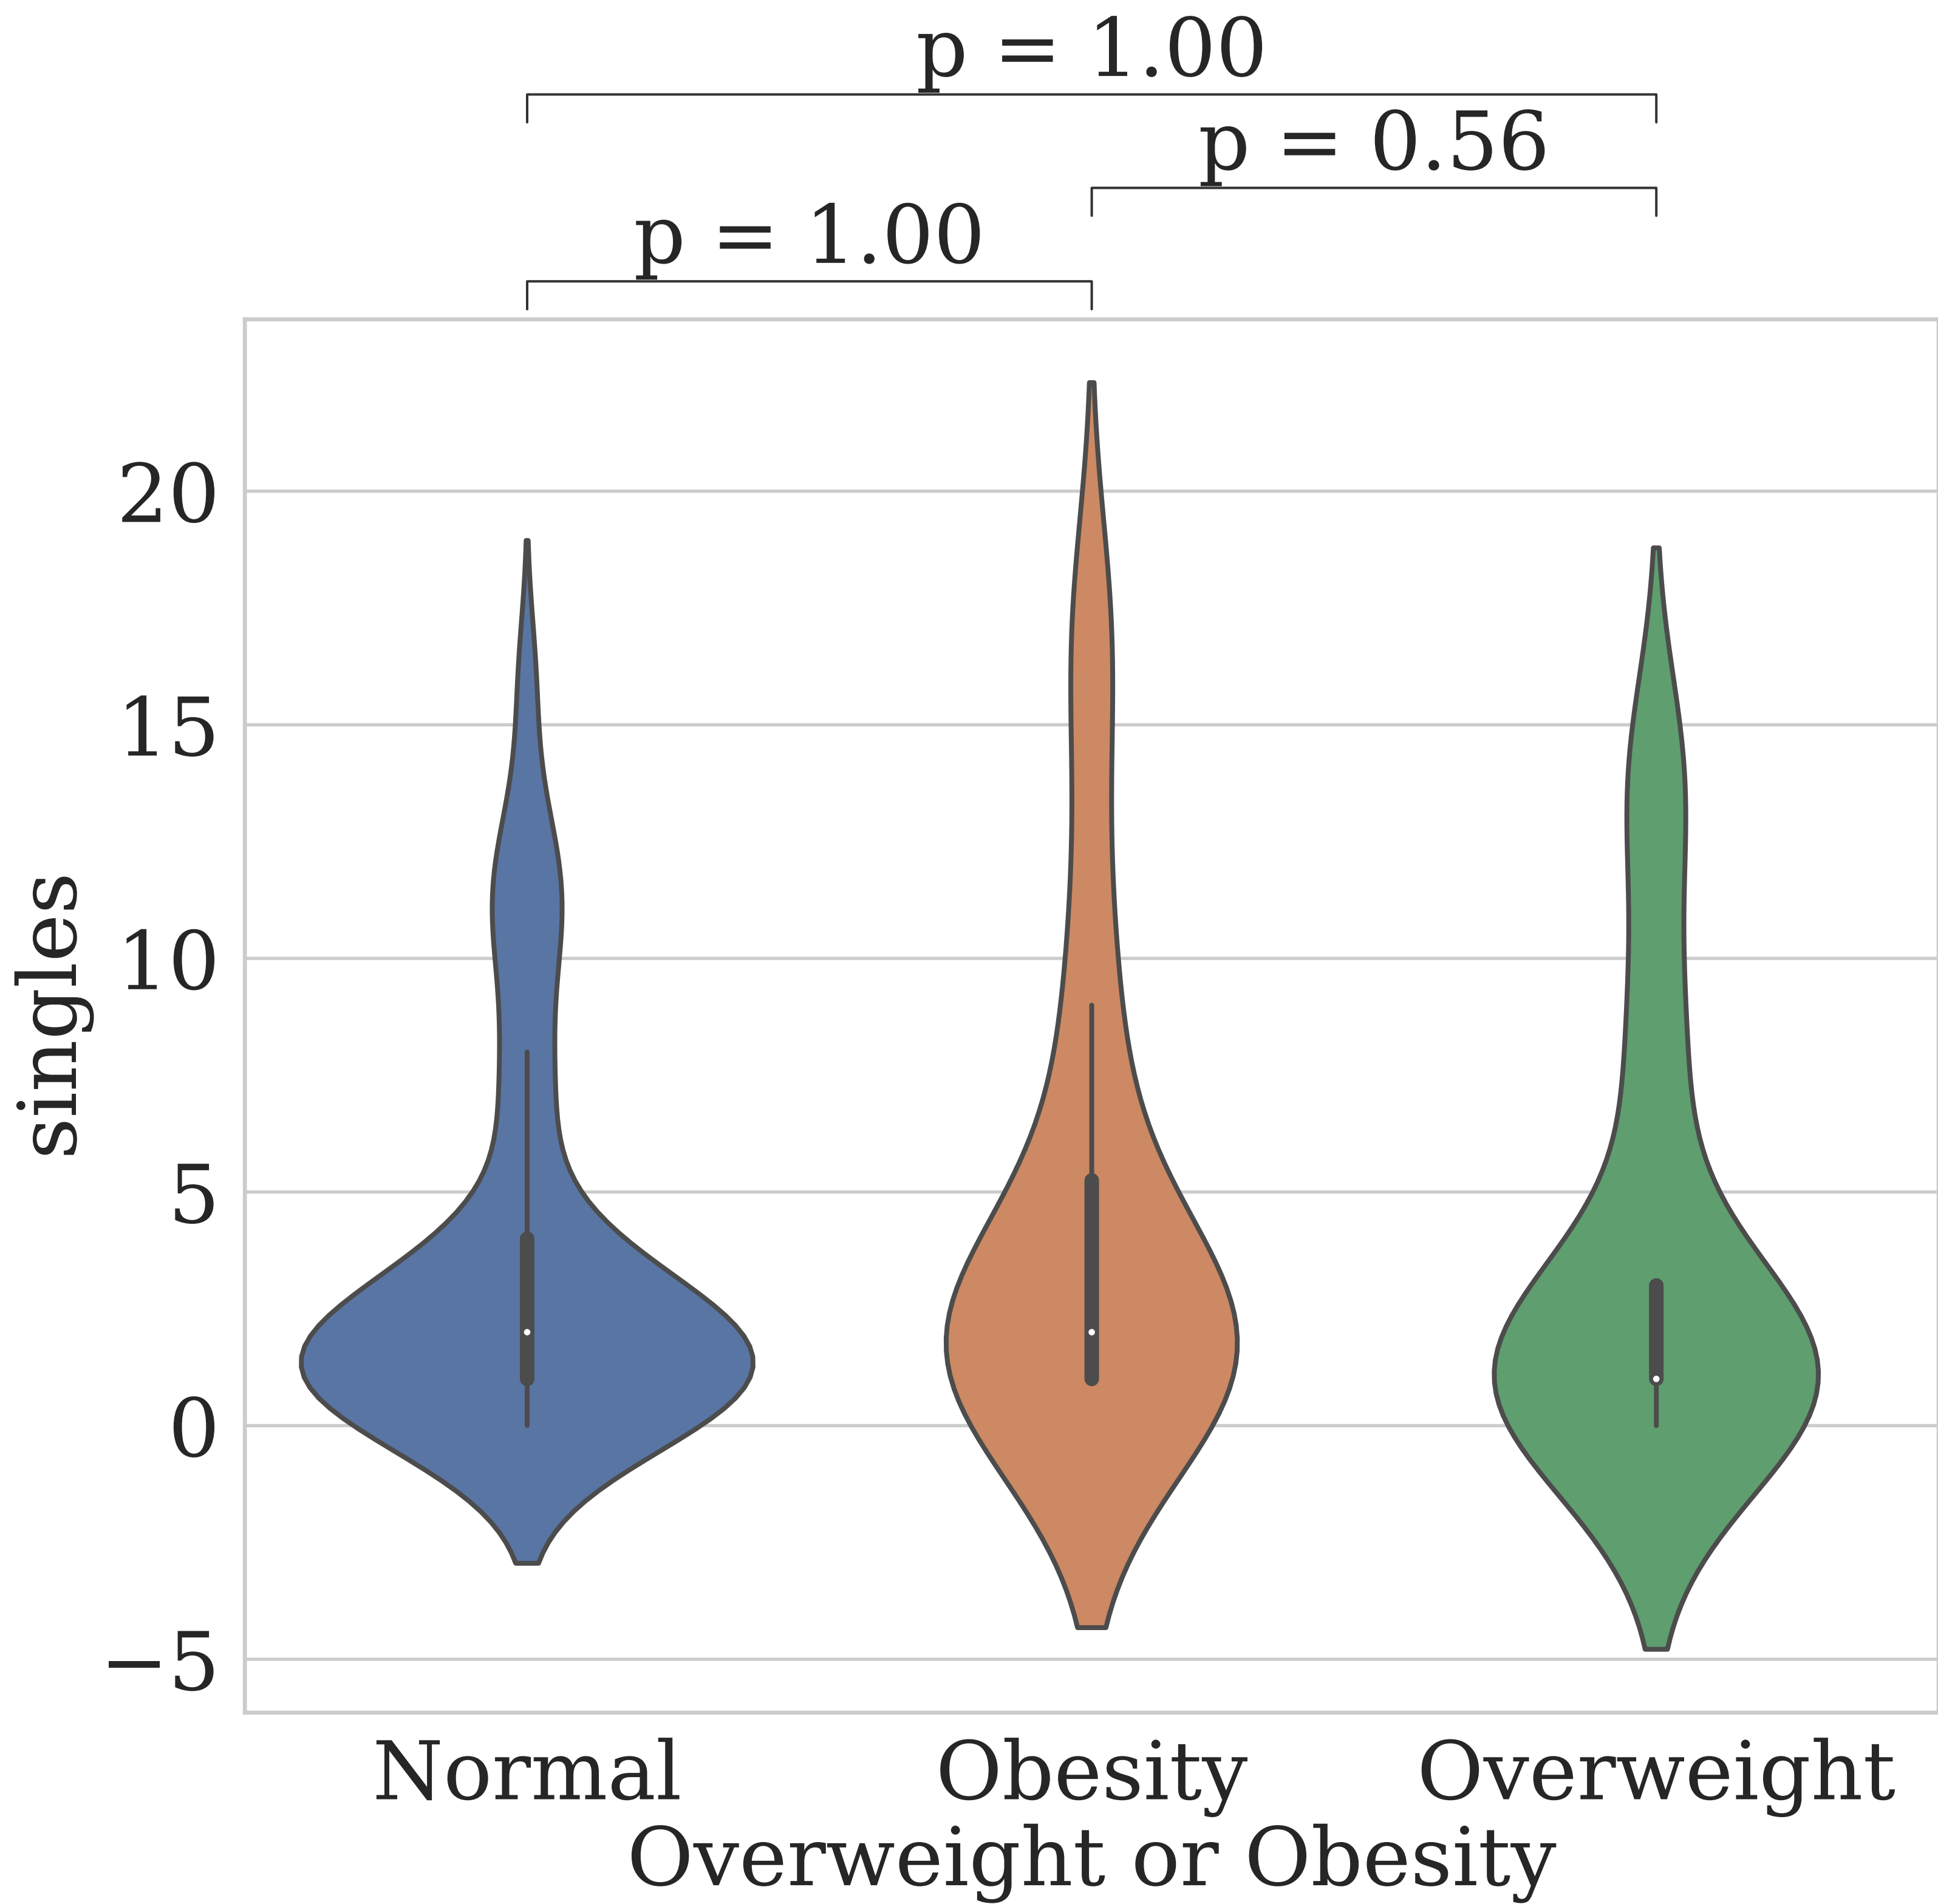 p = 1.00
p = 0.56
p = 1.00
20
15
10
5
0
−5
singles
Normal Obesity Overweight
Overweight or Obesity